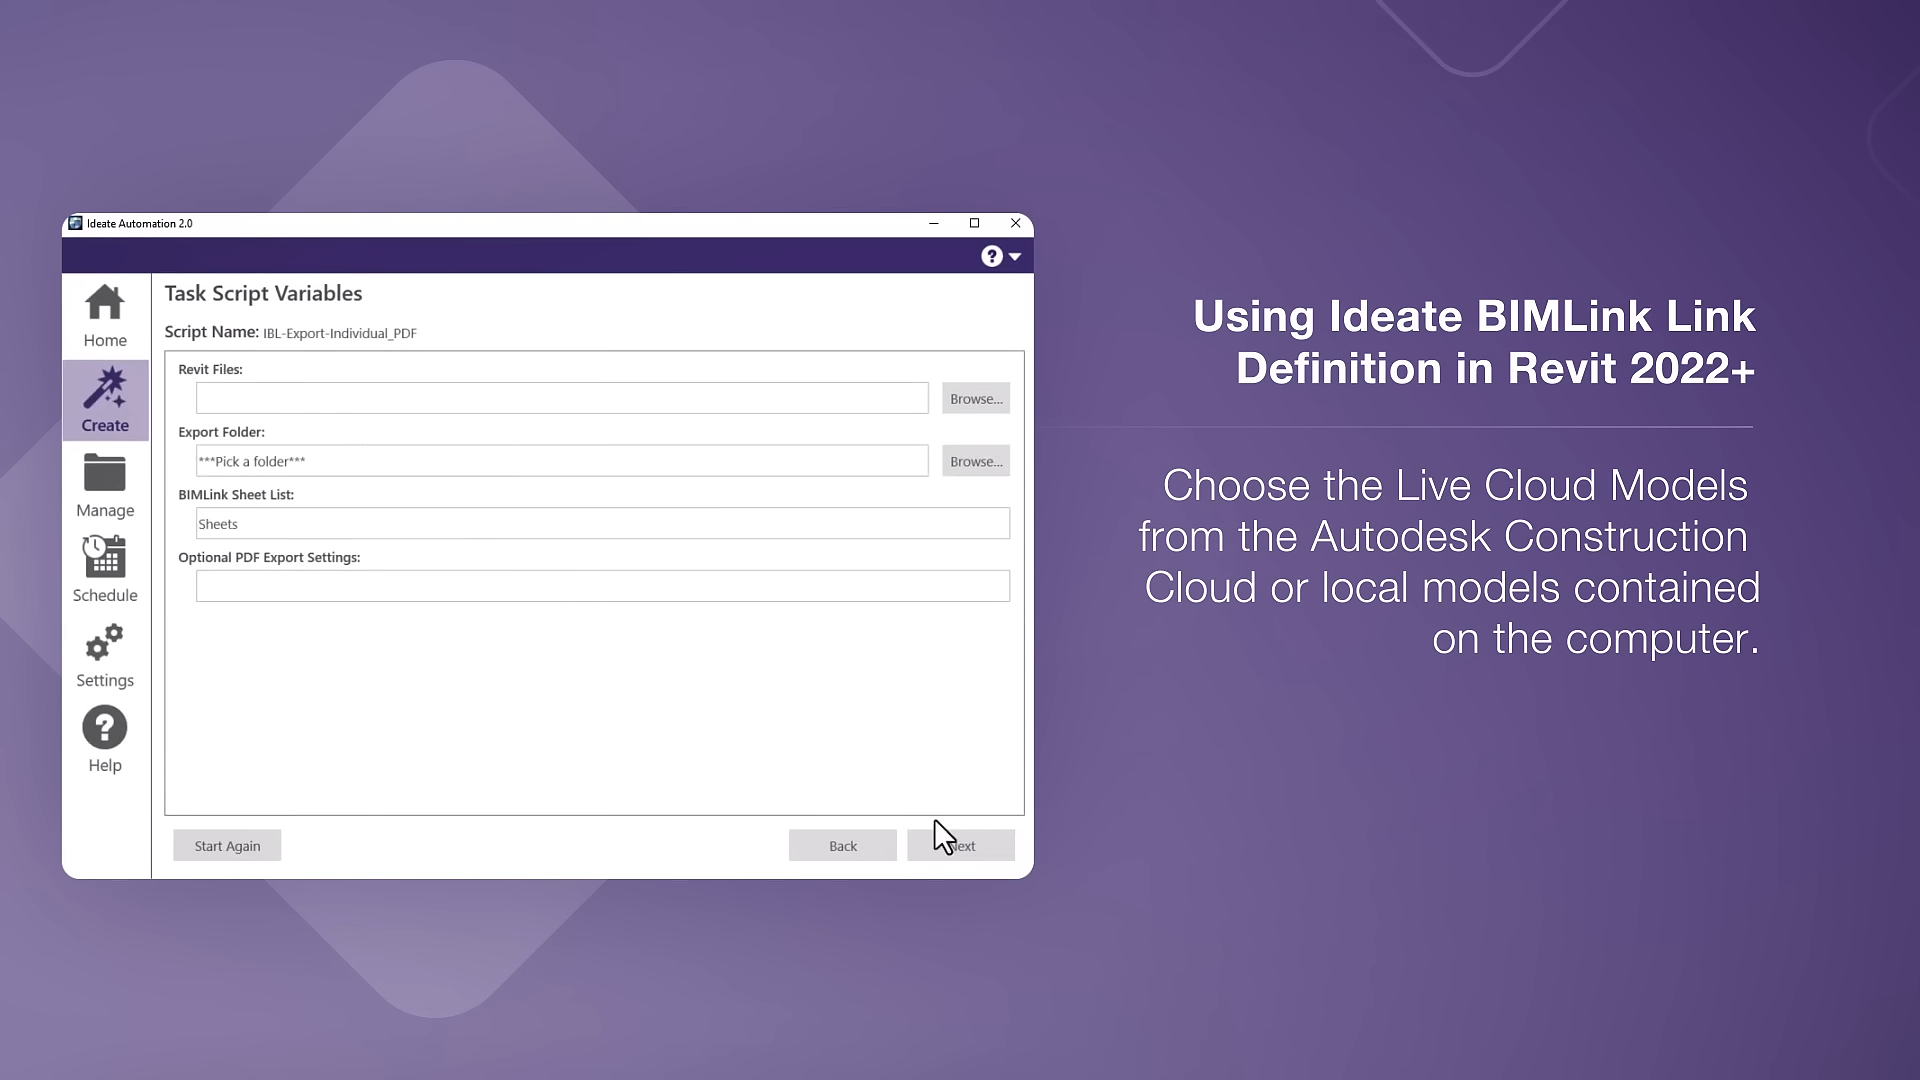 Ideate Automation 2.0
Home
Create
Manage
Schedule
Settings
Help
Task Script Variables
Script Name: IBL-Export-Individual_PDF
Revit Files:
Browse...
Export Folder:
***Pick a folder***
Browse...
BIMLink Sheet List:
Sheets
Optional PDF Export Settings:
Start Again
Back
Using Ideate BIMLink Link
Definition in Revit 2022+
Choose the Live Cloud Models
from the Autodesk Construction
Cloud or local models contained
on the computer.